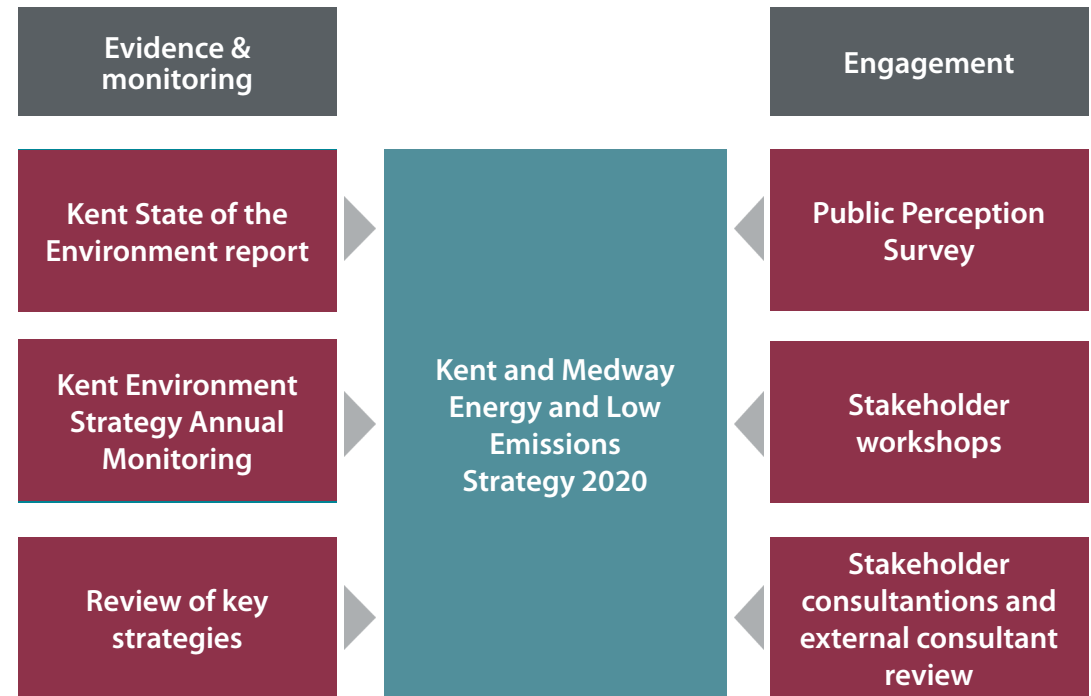 Evidence &
monitoring
Engagement
Kent State of the
Environment report
Kent Environment
Strategy Annual
Monitoring
Review of key
strategies
Kent and Medway
Energy and Low
Emissions
Strategy 2020
Public Perception
Survey
Stakeholder
workshops
Stakeholder
consultantions and
external consultant
review